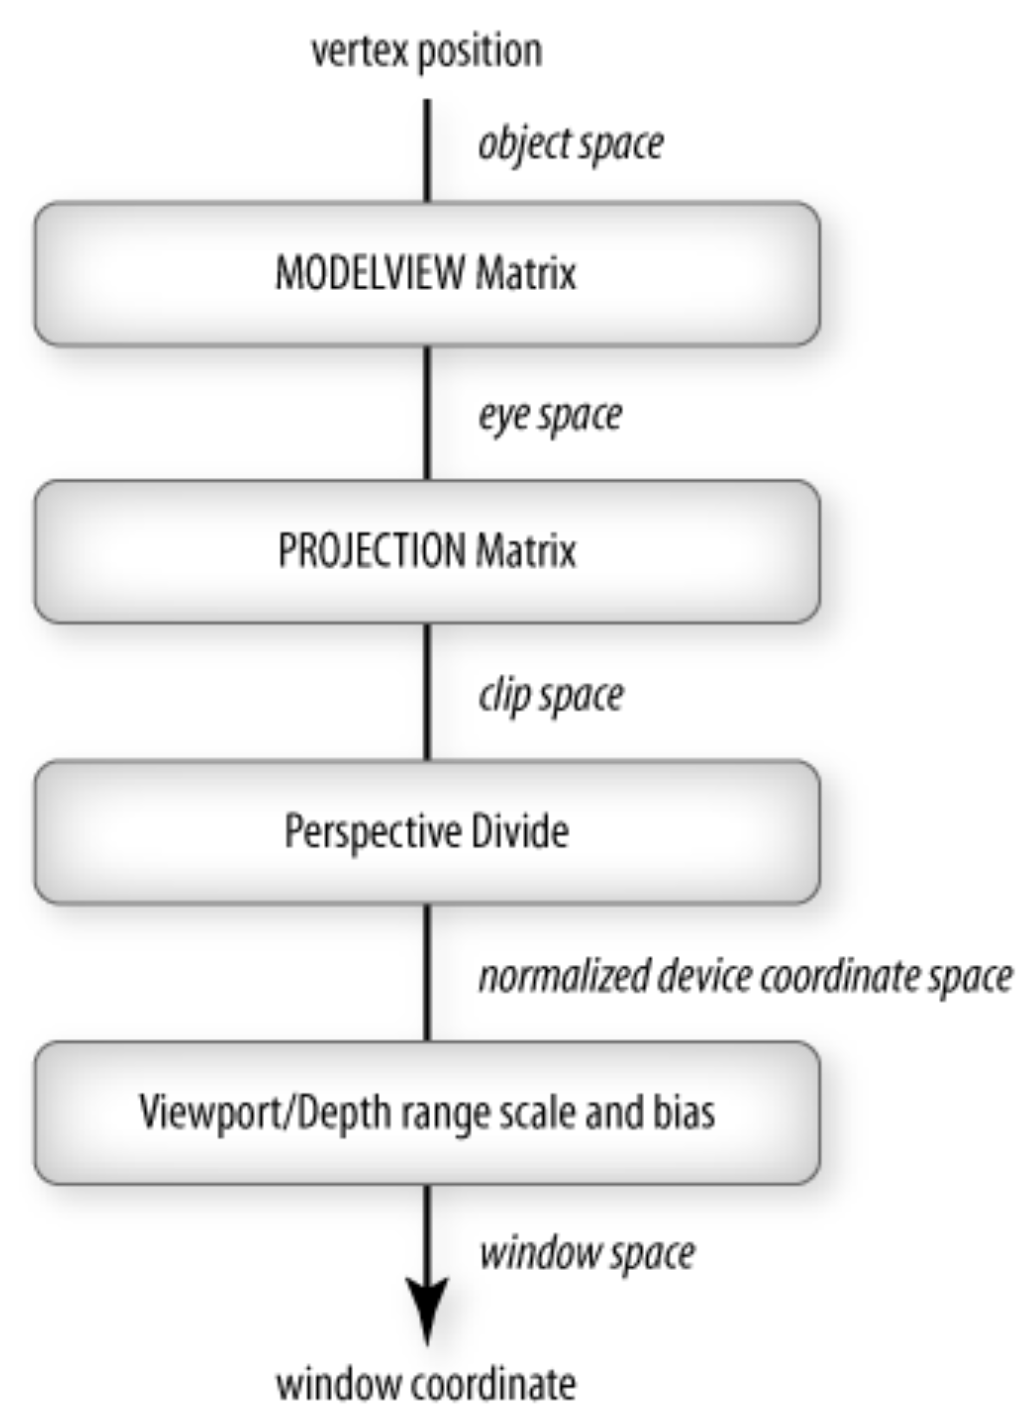 vertex position
object space
MODELVIEW Matrix
eye space
PROJECTION Matrix
clip space
Perspective Divide
normalized device coordinate space
Viewport/Depth range scale and bias
window space
window coordinate